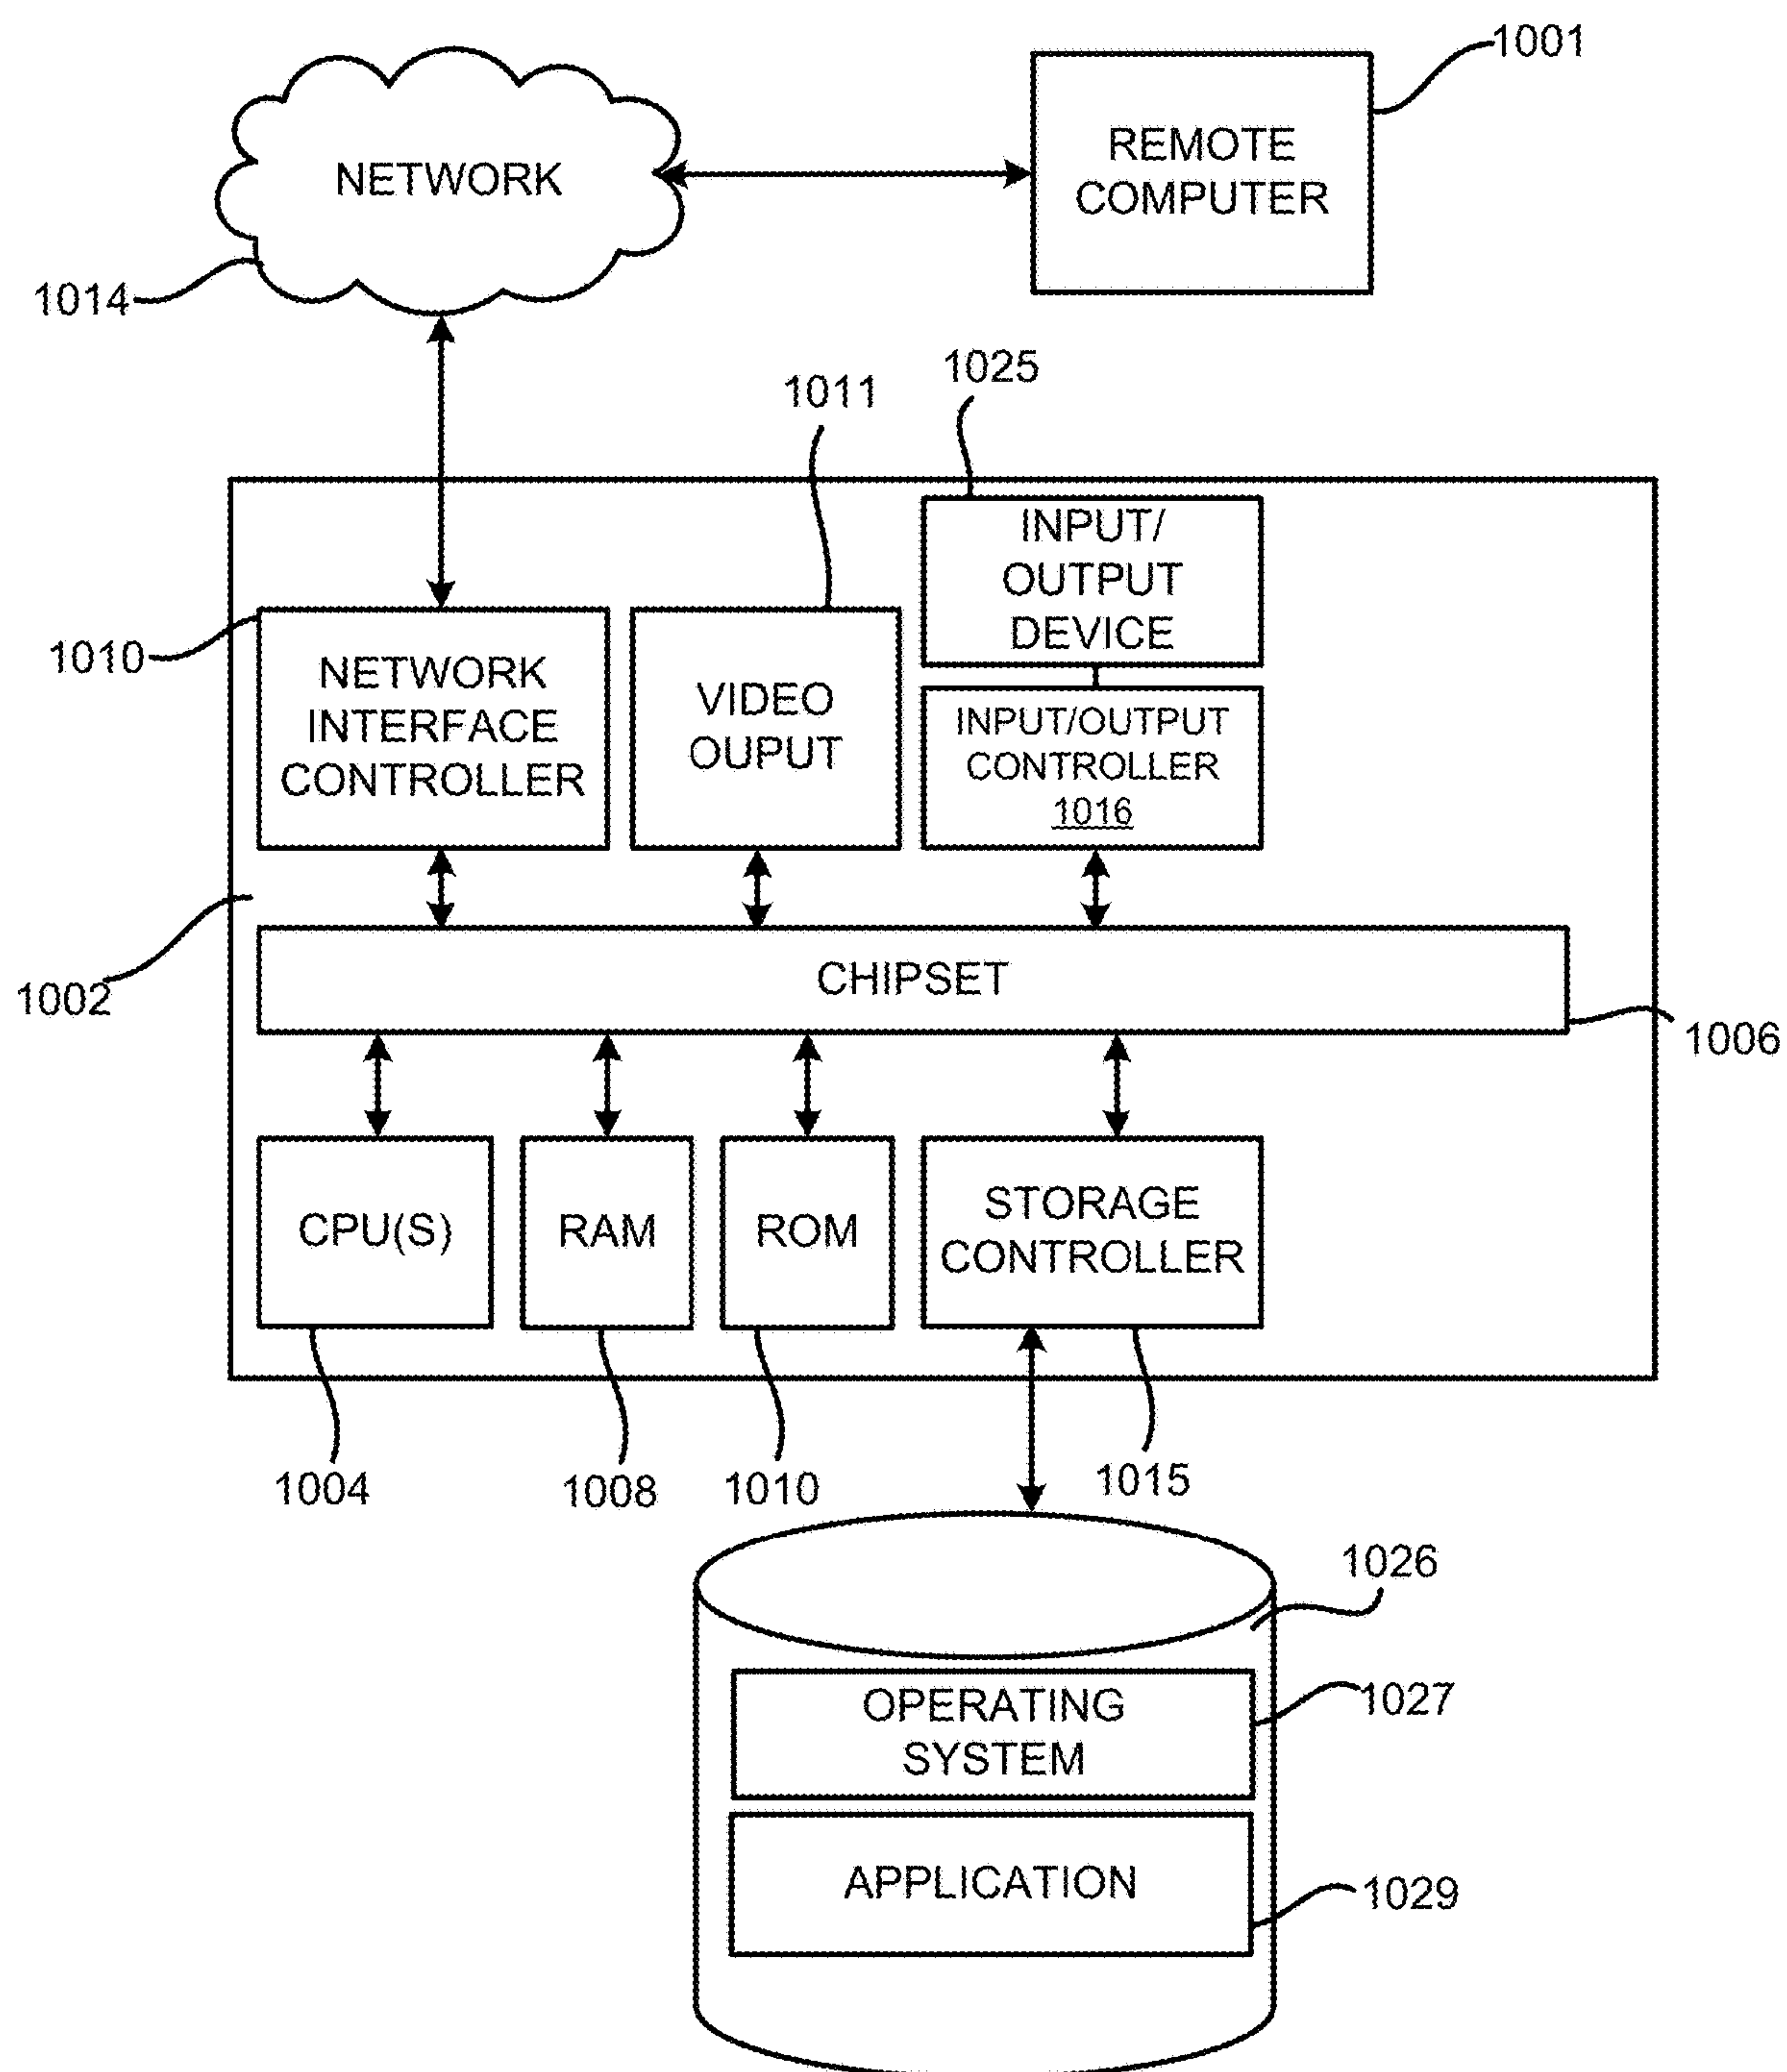 1001
REMOTE
COMPUTER
NETWORK
1014
1025
1011
INPUT/
OUTPUT
DEVICE
1010
NETWORK
INTERFACE
CONTROLLER
VIDEO
OUPUT
INPUT/OUTPUT
CONTROLLER
1016
1002
CHIPSET
1006
CPU(S)
RAM
ROM
STORAGE
CONTROLLER
1004
1008
1010
1015
1026
OPERATING
SYSTEM
1027
APPLICATION
1029